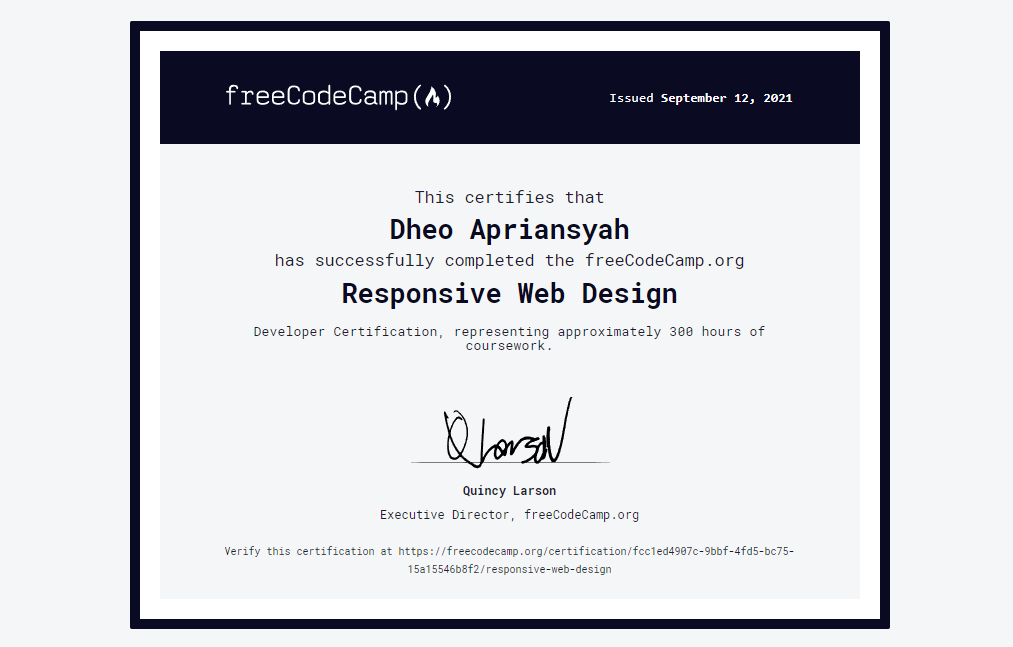 freeCodeCamp
Issued September 12, 2021
This certifies that
Dheo Apriansyah
has successfully completed the freeCodeCamp.org
Responsive Web Design
Developer Certification, representing approximately 300 hours of
coursework.
Q Larson
Quincy Larson
Executive Director, freeCodeCamp.org
Verify this certification at https://freecodecamp.org/certification/fcc1ed4907c-9bbf-4fd5-bc75-
15a15546b8f2/responsive-web-design